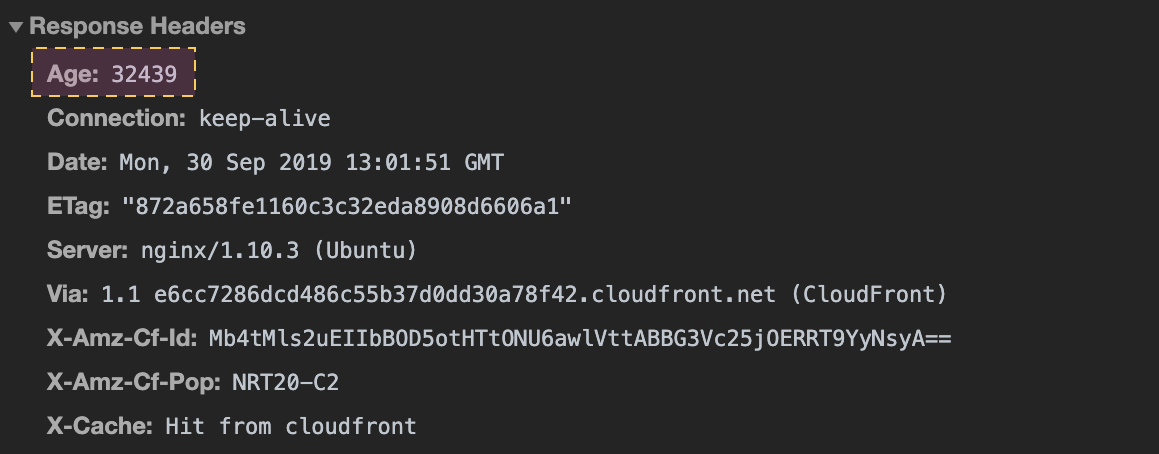 Response Headers
Age: 32439
Connection: keep-alive
Date: Mon, 30 Sep 2019 13:01:51 GMT
ETag: "872a658fe1160c3c32eda8908d6606a1"
Server: nginx/1.10.3 (Ubuntu)
Via: 1.1 e6cc7286dcd486c55b37d0dd30a78f42.cloudfront.net (CloudFront)
X-Amz-Cf-Id: Mb4tMls2uEIIbBOD5otHTtONU6awlVttABBG3Vc25jOERRT9YyNsyA==
X-Amz-Cf-Pop: NRT20-C2
X-Cache: Hit from cloudfront